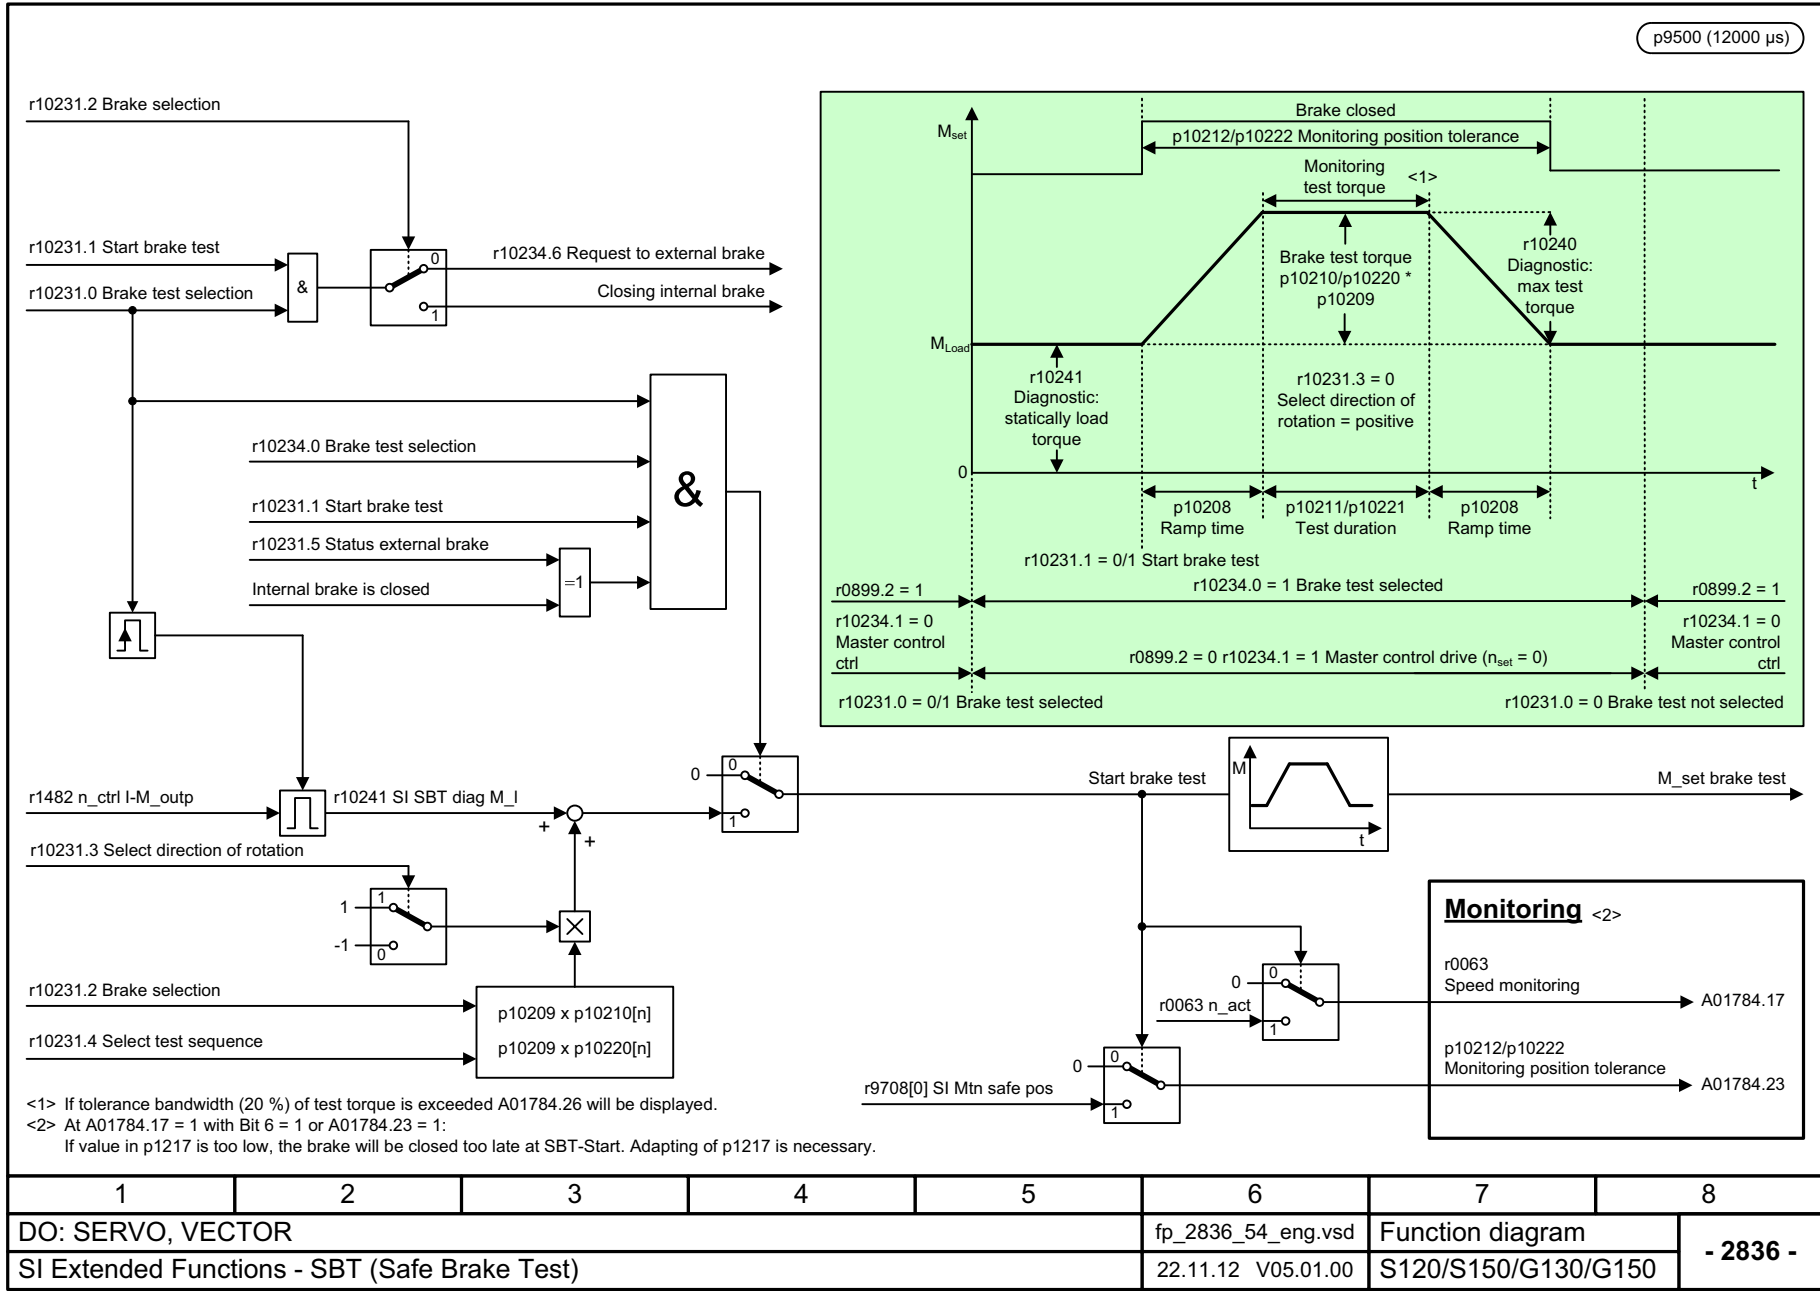 p9500 (12000 µs)
r10231.2 Brake selection
r10231.1 Start brake test
r10231.0 Brake test selection
&
0
1
r10234.6 Request to external brake
Closing internal brake
r10234.0 Brake test selection
r10231.1 Start brake test
r10231.5 Status external brake
Internal brake is closed
=1
&
Mset
Brake closed
p10212/p10222 Monitoring position tolerance
Monitoring
test torque
<1>
Brake test torque
p10210/p10220 *
p10209
r10240
Diagnostic:
max test
torque
MLoad
r10241
Diagnostic:
statically load
torque
r10231.3 = 0
Select direction of
rotation = positive
0
t
p10208
Ramp time
p10211/p10221
Test duration
p10208
Ramp time
r10231.1 = 0/1 Start brake test
r0899.2 = 1
r10234.0 = 1 Brake test selected
r0899.2 = 1
r10234.1 = 0
Master control
ctrl
r0899.2 = 0 r10234.1 = 1 Master control drive (nset = 0)
r10234.1 = 0
Master control
ctrl
r10231.0 = 0/1 Brake test selected
r10231.0 = 0 Brake test not selected
r1482 n_ctrl I-M_outp
r10241 SI SBT diag M_l
+
+
0
0
1
Start brake test
M
t
M_set brake test
r10231.3 Select direction of rotation
1
1
-1
0
r10231.2 Brake selection
r10231.4 Select test sequence
p10209 x p10210[n]
p10209 x p10220[n]
0
0
r0063 n_act
1
0
0
r9708[0] SI Mtn safe pos
1
Monitoring <2>
r0063
Speed monitoring
A01784.17
p10212/p10222
Monitoring position tolerance
A01784.23
<1> If tolerance bandwidth (20 %) of test torque is exceeded A01784.26 will be displayed.
<2> At A01784.17 = 1 with Bit 6 = 1 or A01784.23 = 1:
If value in p1217 is too low, the brake will be closed too late at SBT-Start. Adapting of p1217 is necessary.
1 2 3 4 5 6 7 8
DO: SERVO, VECTOR
fp_2836_54_eng.vsd
Function diagram
- 2836 -
SI Extended Functions - SBT (Safe Brake Test)
22.11.12 V05.01.00
S120/S150/G130/G150